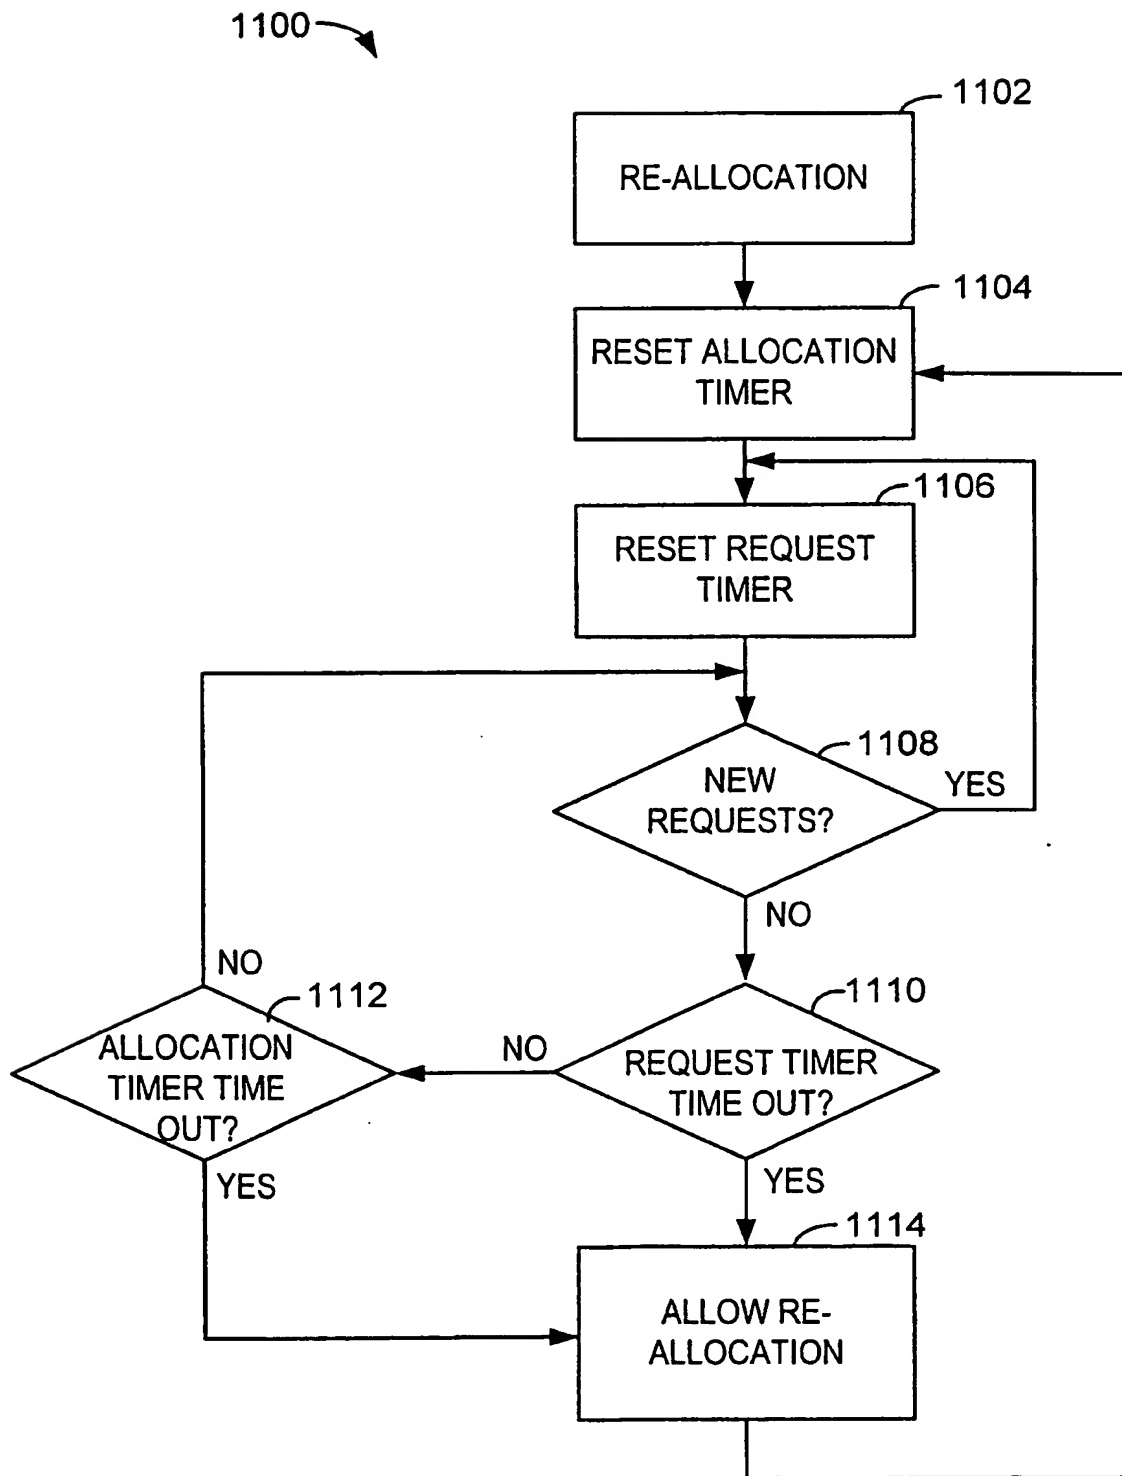 1100
1102
RE-ALLOCATION
1104
RESET ALLOCATION
TIMER
1106
RESET REQUEST
TIMER
1108
NEW
REQUESTS?
YES
NO
NO
1110
1112
REQUEST TIMER
TIME OUT?
NO
ALLOCATION
TIMER TIME
OUT?
YES
YES
1114
ALLOW RE-
ALLOCATION